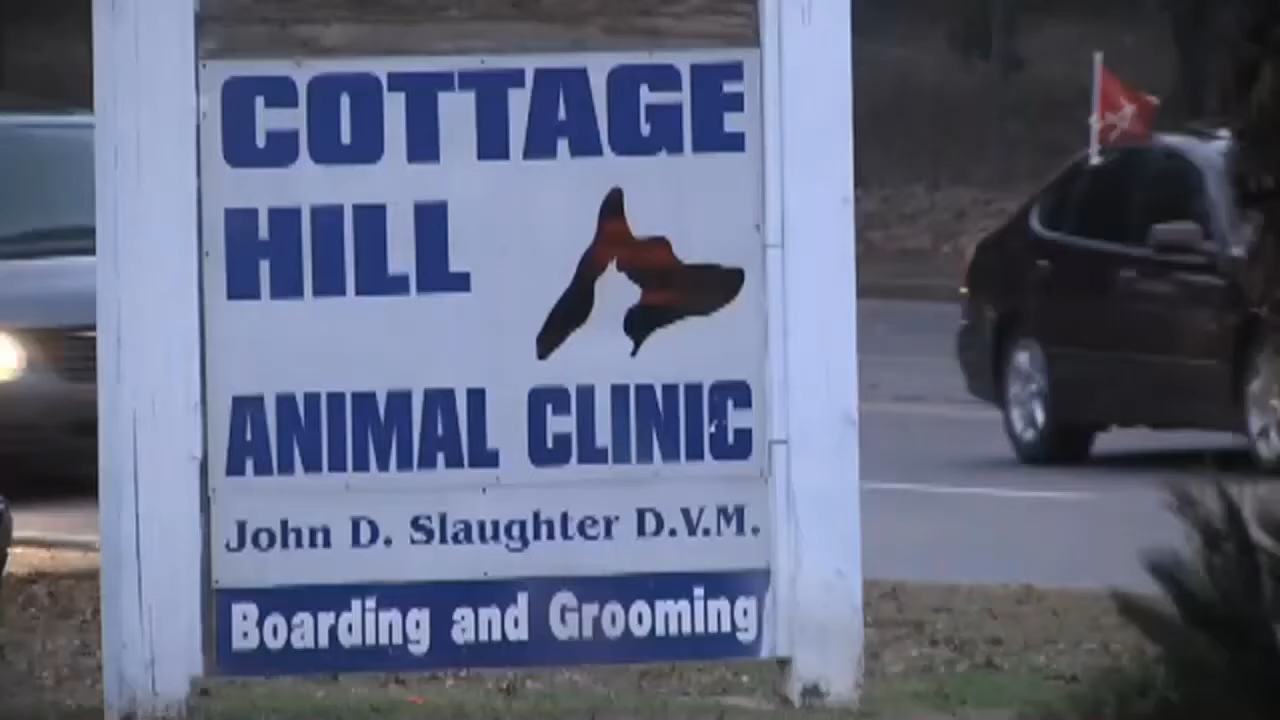 COTTAGE
HILL
ANIMAL CLINIC
John D. Slaughter D.V.M.
Boarding and Grooming